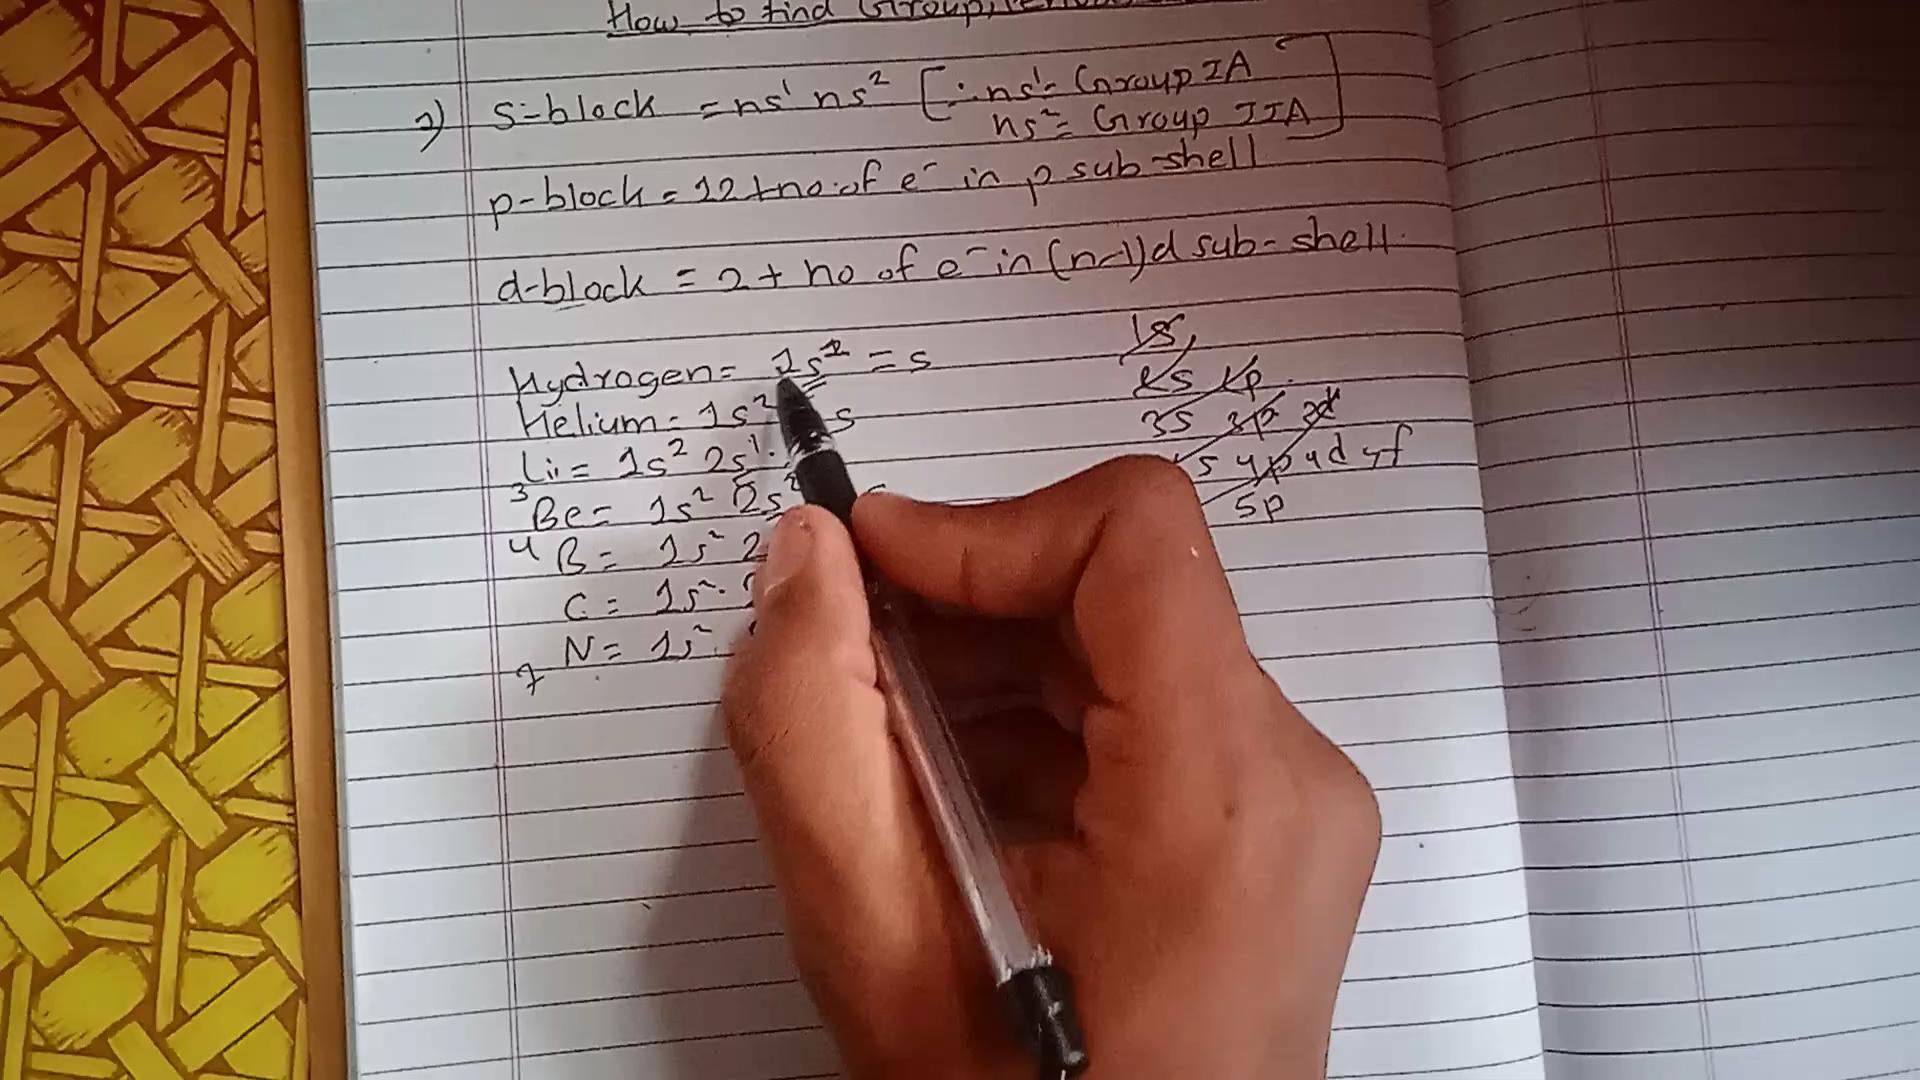 How to find Group,
1) S-block = ns¹ ns² [∴ ns¹= Group IA
ns²= Group IIA]
p-block = 12+no.of e⁻ in p sub-shell
d-block = 2+ no of e⁻ in (n-1)d sub-shell.
Hydrogen= 1s¹ = s
Helium= 1s² s
3 Li = 1s² 2s¹
4 Be = 1s² 2s²
B = 1s² 2
C = 1s²
7 N = 1s²
1s
2s 2p
3s 3p 3d
s 4p 4d 4f
5p